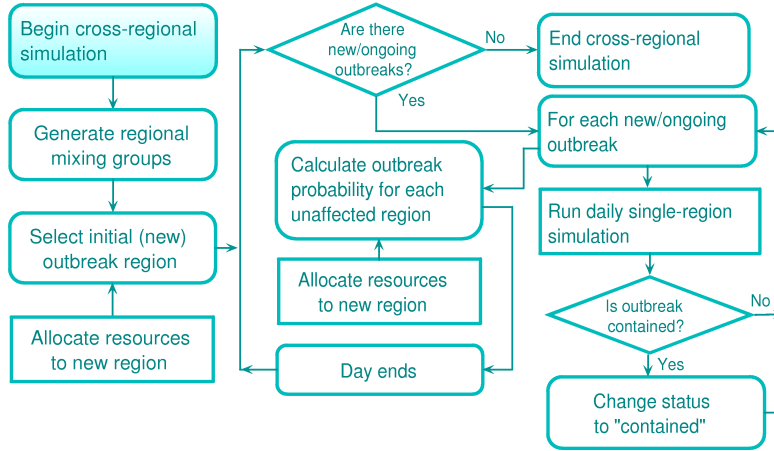 Begin cross-regional
simulation
Generate regional
mixing groups
Select initial (new)
outbreak region
Allocate resources
to new region
Are there
new/ongoing
outbreaks?
No
Yes
End cross-regional
simulation
For each new/ongoing
outbreak
Calculate outbreak
probability for each
unaffected region
Allocate resources
to new region
Day ends
Run daily single-region
simulation
Is outbreak
contained?
No
Yes
Change status
to "contained"